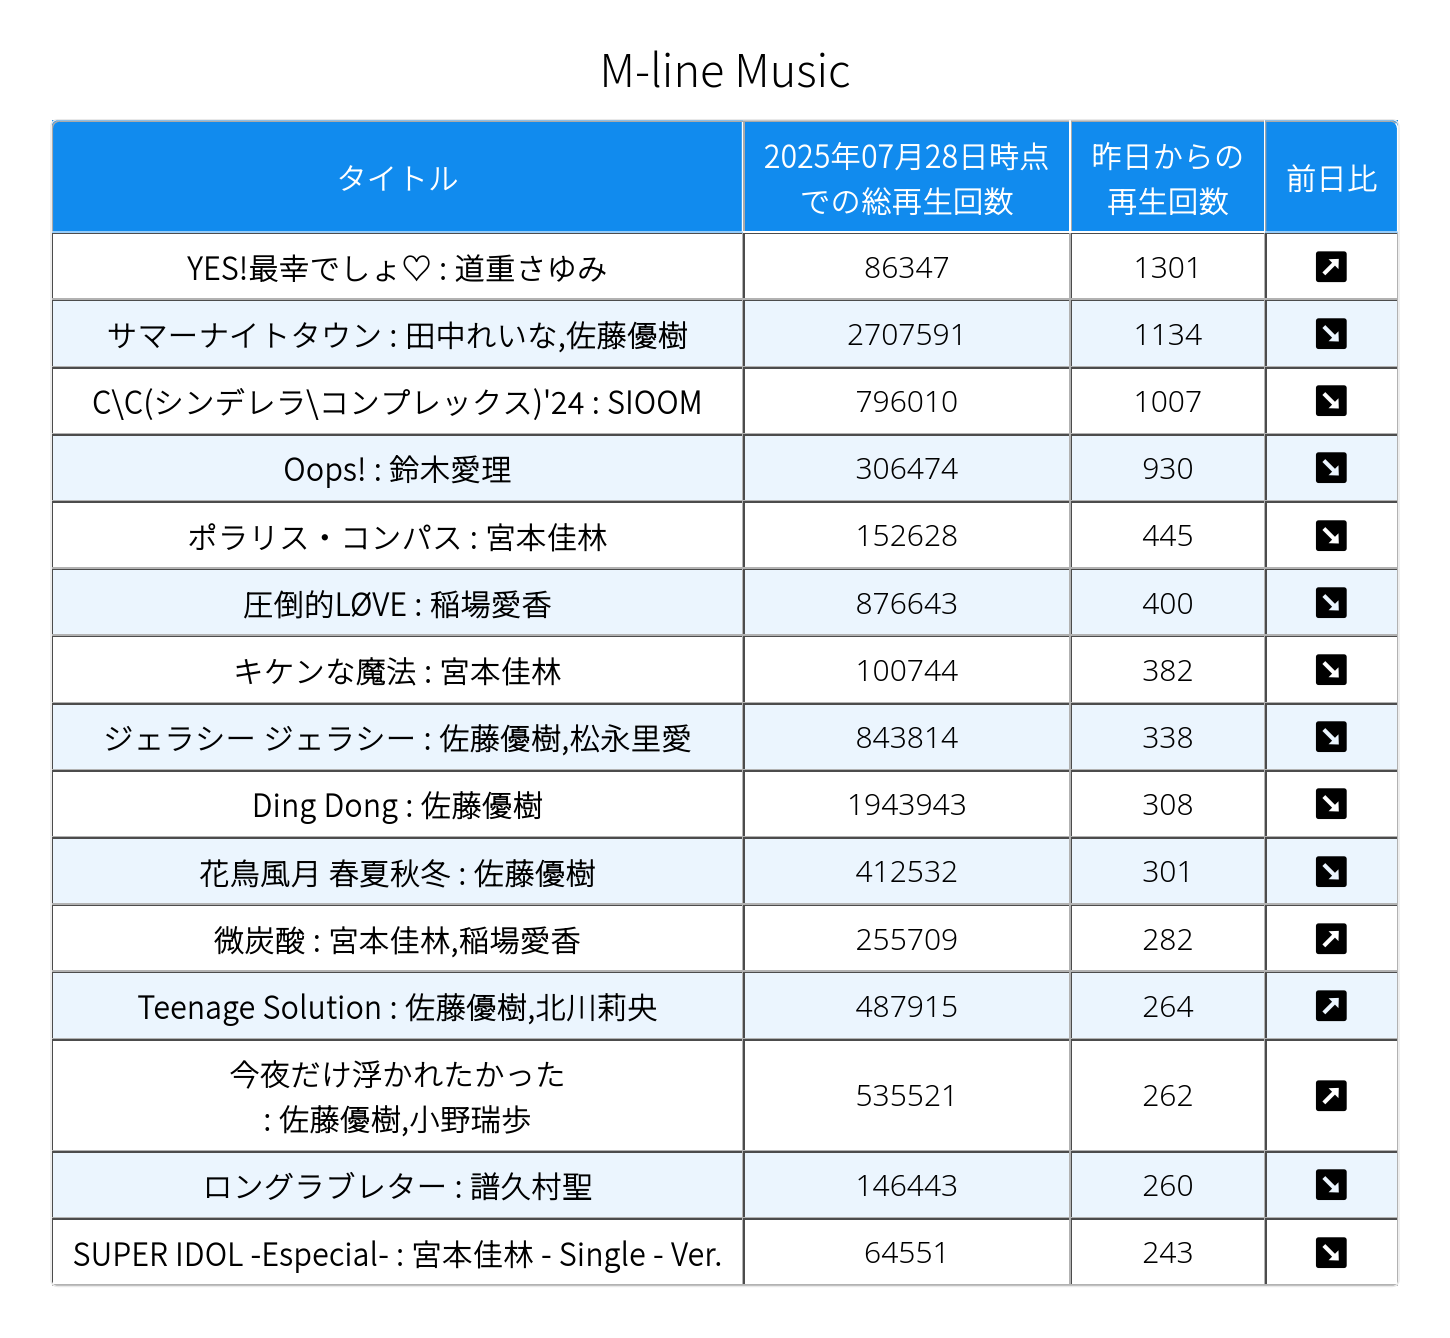 M-line Music
タイトル
2025年07月28日時点
での総再生回数
昨日からの
再生回数
前日比
YES!最幸でしょ♡ : 道重さゆみ 86347 1301 ↗
サマーナイトタウン : 田中れいな,佐藤優樹 2707591 1134 ↘
C\C(シンデレラ\コンプレックス)'24 : SIOOM 796010 1007 ↘
Oops! : 鈴木愛理 306474 930 ↘
ポラリス・コンパス : 宮本佳林 152628 445 ↘
圧倒的LØVE : 稲場愛香 876643 400 ↘
キケンな魔法 : 宮本佳林 100744 382 ↘
ジェラシー ジェラシー : 佐藤優樹,松永里愛 843814 338 ↘
Ding Dong : 佐藤優樹 1943943 308 ↘
花鳥風月 春夏秋冬 : 佐藤優樹 412532 301 ↘
微炭酸 : 宮本佳林,稲場愛香 255709 282 ↗
Teenage Solution : 佐藤優樹,北川莉央 487915 264 ↗
今夜だけ浮かれたかった
: 佐藤優樹,小野瑞歩 535521 262 ↗
ロングラブレター : 譜久村聖 146443 260 ↘
SUPER IDOL -Especial- : 宮本佳林 - Single - Ver. 64551 243 ↘